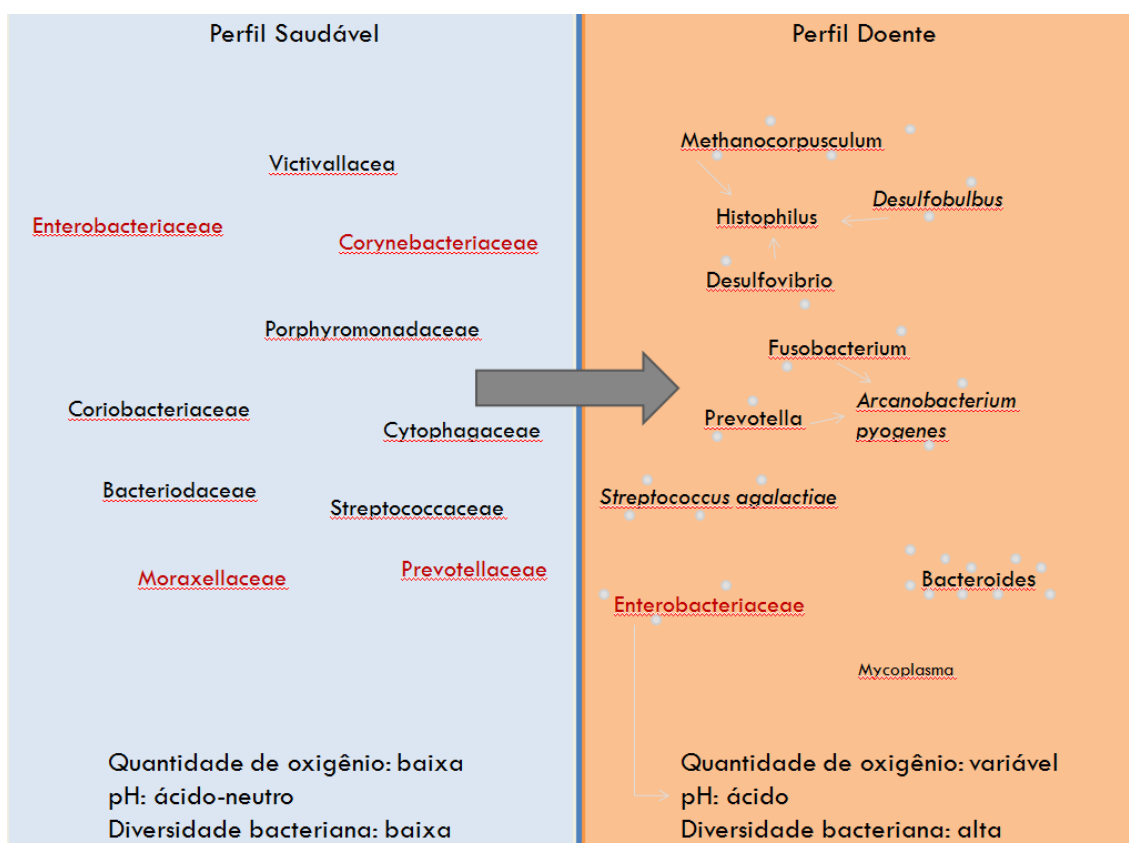 Perfil Saudável
Victivallacea
Enterobacteriaceae
Corynebacteriaceae
Porphyromonadaceae
Coriobacteriaceae
Cytophagaceae
Bacteriodaceae
Streptococcaceae
Prevotellaceae
Moraxellaceae
Quantidade de oxigênio: baixa
pH: ácido-neutro
Diversidade bacteriana: baixa
Perfil Doente
Methanocorpusculum
Desulfobulbus
Histophilus
Desulfovibrio
Fusobacterium
Arcanobacterium
pyogenes
Prevotella
Streptococcus agalactiae
Bacteroides
Enterobacteriaceae
Mycoplasma
Quantidade de oxigênio: variável
pH: ácido
Diversidade bacteriana: alta